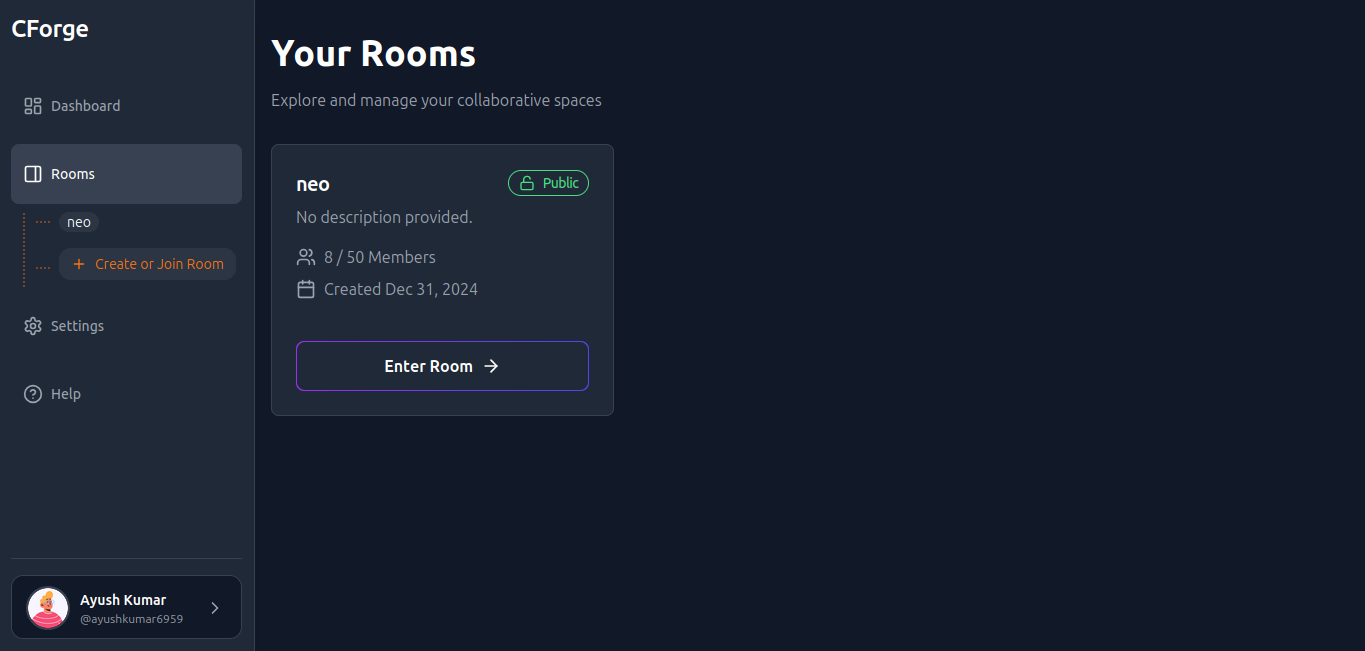 CForge
Dashboard
Rooms
neo
+ Create or Join Room
Settings
Help
Ayush Kumar
@ayushkumar6959
Your Rooms
Explore and manage your collaborative spaces
neo
Public
No description provided.
8 / 50 Members
Created Dec 31, 2024
Enter Room →